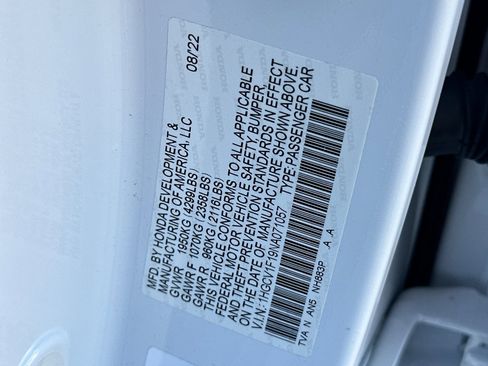 08/22
MFD. BY HONDA DEVELOPMENT &
MANUFACTURING OF AMERICA, LLC
GVWR 1950KG (4299LBS)
GAWR F 1070KG (2358LBS)
GAWR R 960KG (2116LBS)
THIS VEHICLE CONFORMS TO ALL APPLICABLE
FEDERAL MOTOR VEHICLE SAFETY, BUMPER,
AND THEFT PREVENTION STANDARDS IN EFFECT
ON THE DATE OF MANUFACTURE SHOWN ABOVE.
V.I.N.: 1HGCV1F19NA071057 TYPE:PASSENGER CAR
TVA N AN5 NH883P A A